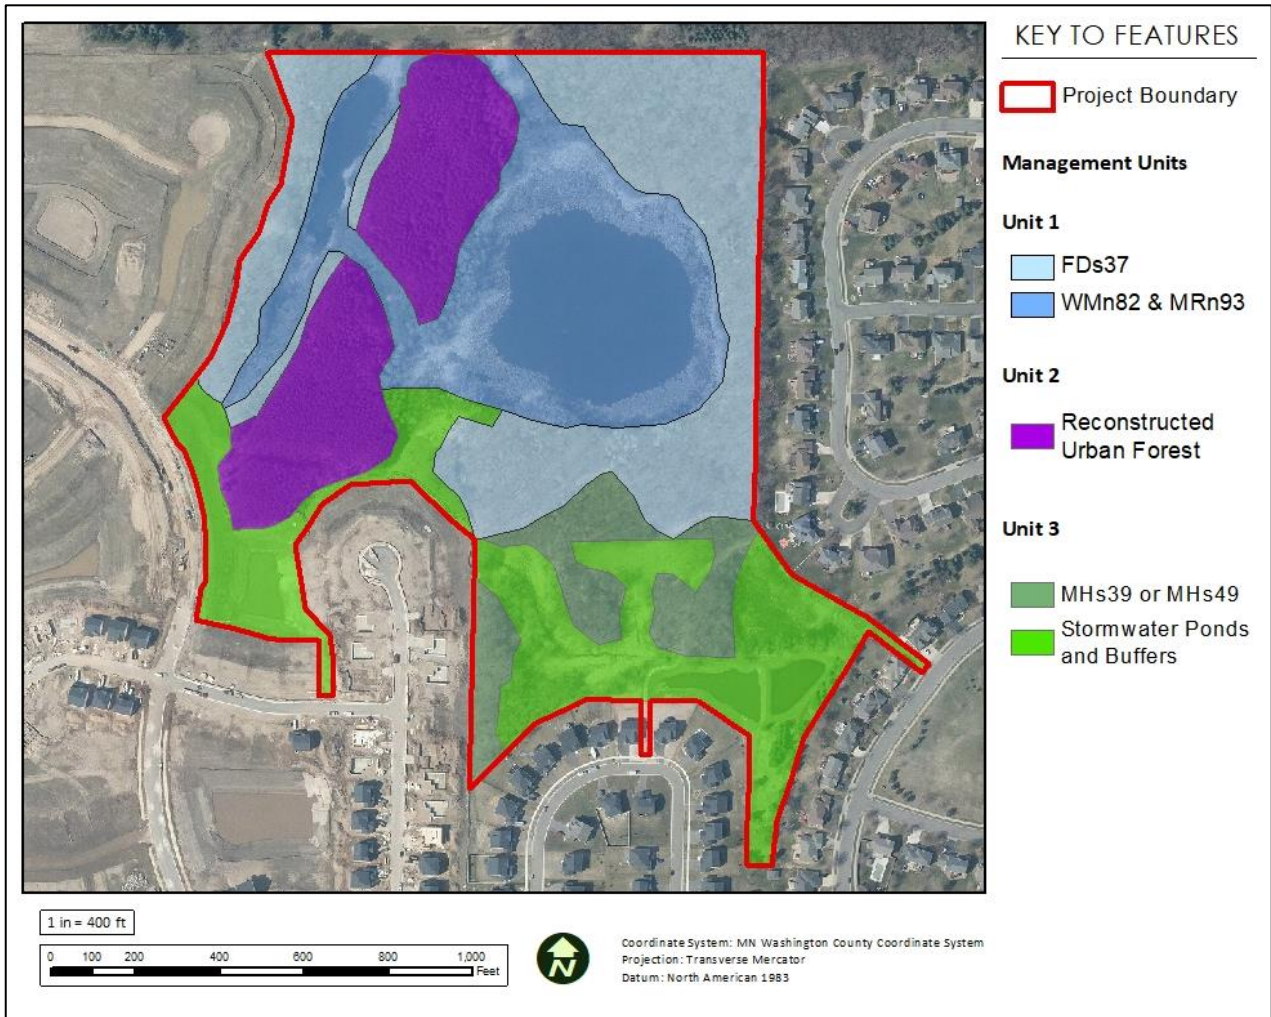 KEY TO FEATURES
Project Boundary
Management Units
Unit 1
FDs37
WMn82 & MRn93
Unit 2
Reconstructed
Urban Forest
Unit 3
MHs39 or MHs49
Stormwater Ponds
and Buffers
1 in = 400 ft
0 100 200 400 600 800 1,000
Feet
N
Coordinate System: MN Washington County Coordinate System
Projection: Transverse Mercator
Datum: North American 1983